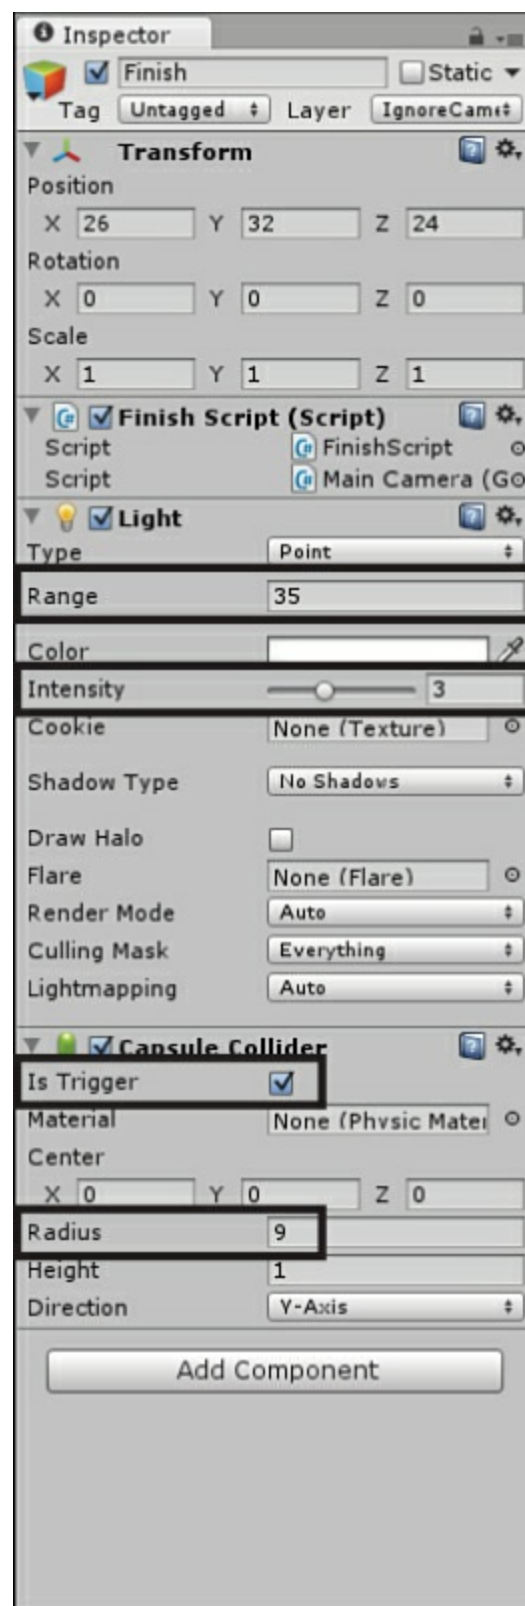 Inspector
Finish Static
Tag Untagged Layer IgnoreCam
Transform
Position
X 26 Y 32 Z 24
Rotation
X 0 Y 0 Z 0
Scale
X 1 Y 1 Z 1
Finish Script (Script)
Script FinishScript
Script Main Camera (Go
Light
Type Point
Range 35
Color
Intensity 3
Cookie None (Texture)
Shadow Type No Shadows
Draw Halo
Flare None (Flare)
Render Mode Auto
Culling Mask Everything
Lightmapping Auto
Capsule Collider
Is Trigger
Material None (Physic Mater
Center
X 0 Y 0 Z 0
Radius 9
Height 1
Direction Y-Axis
Add Component